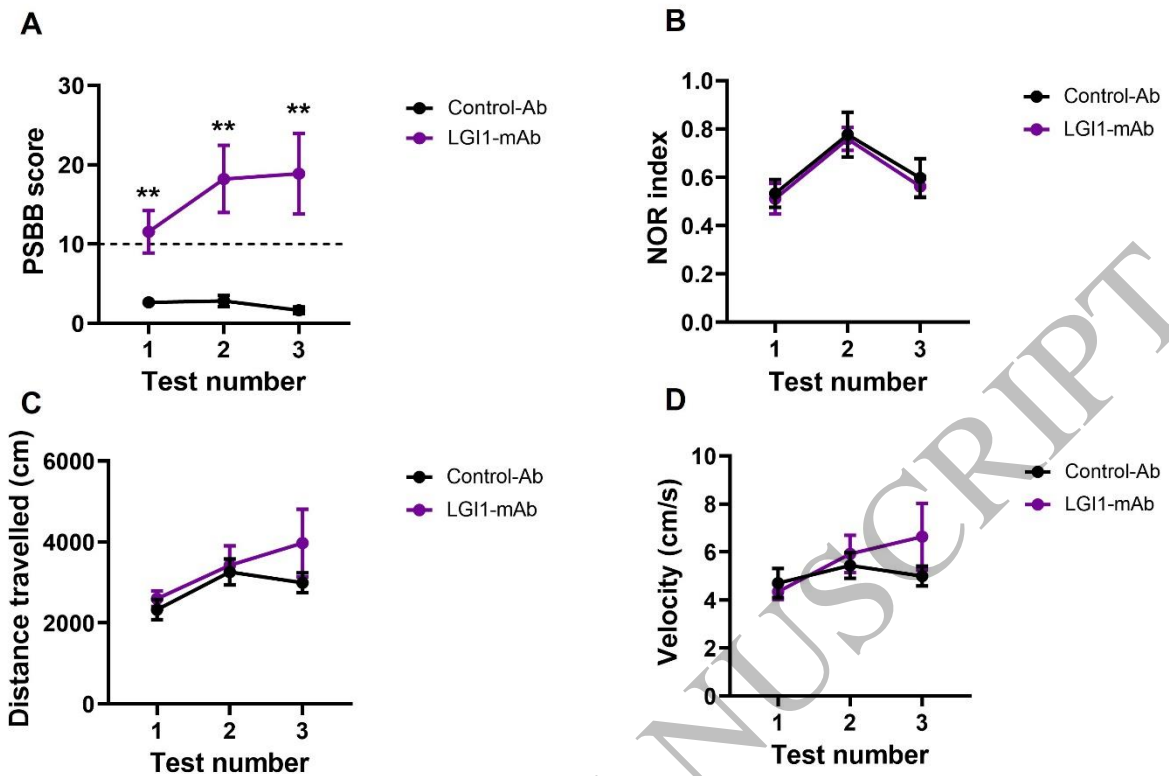 A
PSBB score
30
20
10
0
**
**
**
1 2 3
Test number
Control-Ab
LGI1-mAb
B
NOR index
1.0
0.8
0.6
0.4
0.2
0.0
1 2 3
Test number
Control-Ab
LGI1-mAb
C
Distance travelled (cm)
6000
4000
2000
0
1 2 3
Test number
Control-Ab
LGI1-mAb
D
Velocity (cm/s)
10
8
6
4
2
0
1 2 3
Test number
Control-Ab
LGI1-mAb
NUSCRIPT